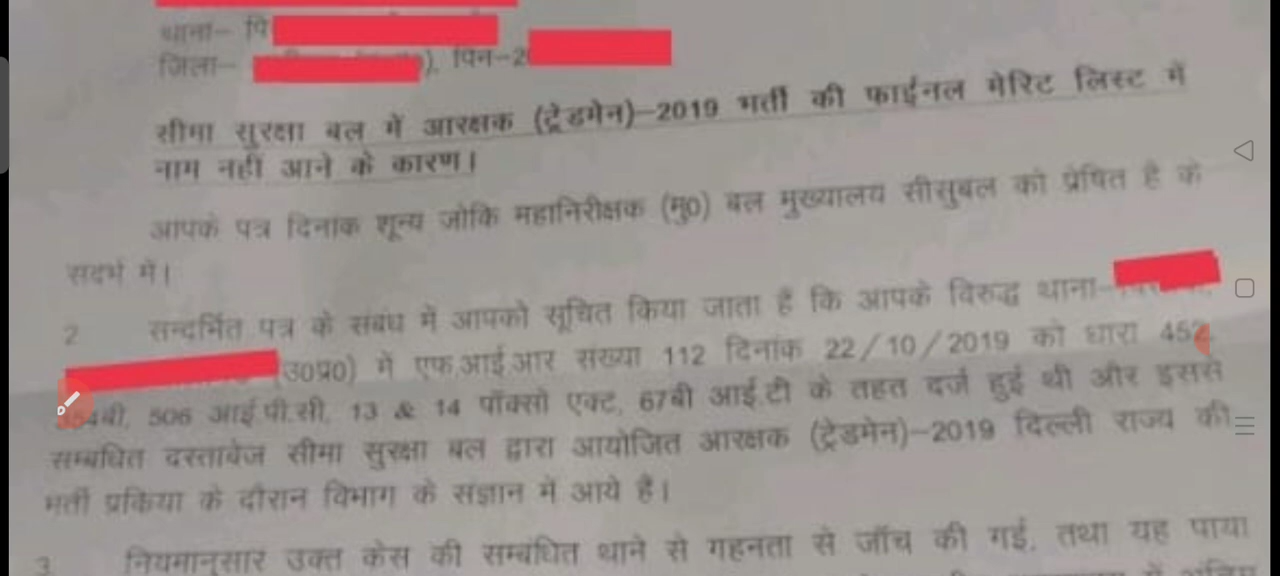 थाना– पि
जिला– ), पिन–2
सीमा सुरक्षा बल में आरक्षक (ट्रेडमेन)–2019 भर्ती की फाईनल मेरिट लिस्ट में
नाम नहीं आने के कारण।
आपके पत्र दिनांक शून्य जोकि महानिरीक्षक (मु0) बल मुख्यालय सीसुबल को प्रेषित है के
संदर्भ में।
2 सन्दर्भित पत्र के संबंध में आपको सूचित किया जाता है कि आपके विरुद्ध थाना–
(उ0प्र0) में एफ.आई.आर संख्या 112 दिनांक 22/10/2019 को धारा 452,
बी, 506 आई.पी.सी, 13 & 14 पॉक्सो एक्ट, 67बी आई.टी के तहत दर्ज हुई थी और इससे
सम्बंधित दस्तावेज सीमा सुरक्षा बल द्वारा आयोजित आरक्षक (ट्रेडमेन)–2019 दिल्ली राज्य की
भर्ती प्रकिया के दौरान विभाग के संज्ञान में आये है।
3. नियमानुसार उक्त केस की सम्बंधित थाने से गहनता से जॉंच की गई, तथा यह पाया